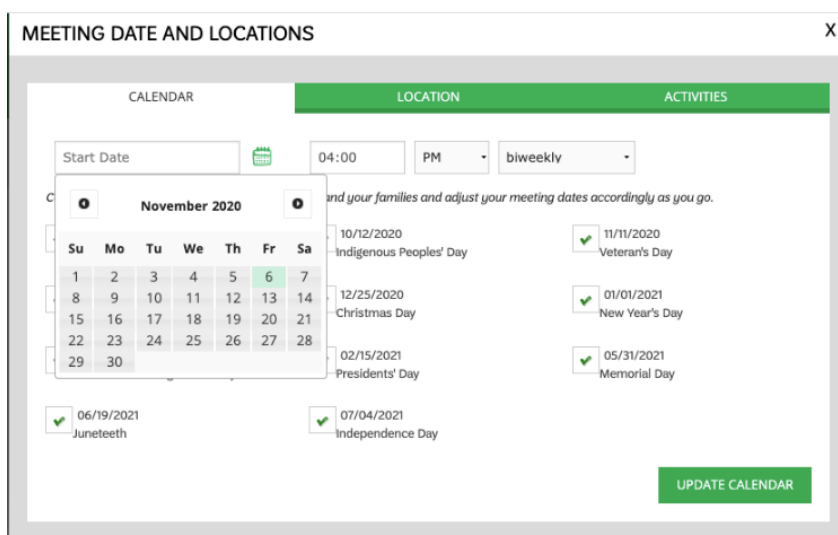 MEETING DATE AND LOCATIONS
X
CALENDAR
LOCATION
ACTIVITIES
Start Date
04:00
PM
biweekly
and your families and adjust your meeting dates accordingly as you go.
November 2020
Su Mo Tu We Th Fr Sa
1 2 3 4 5 6 7
8 9 10 11 12 13 14
15 16 17 18 19 20 21
22 23 24 25 26 27 28
29 30
10/12/2020
Indigenous Peoples' Day
11/11/2020
Veteran's Day
12/25/2020
Christmas Day
01/01/2021
New Year's Day
02/15/2021
Presidents' Day
05/31/2021
Memorial Day
06/19/2021
Juneteeth
07/04/2021
Independence Day
UPDATE CALENDAR